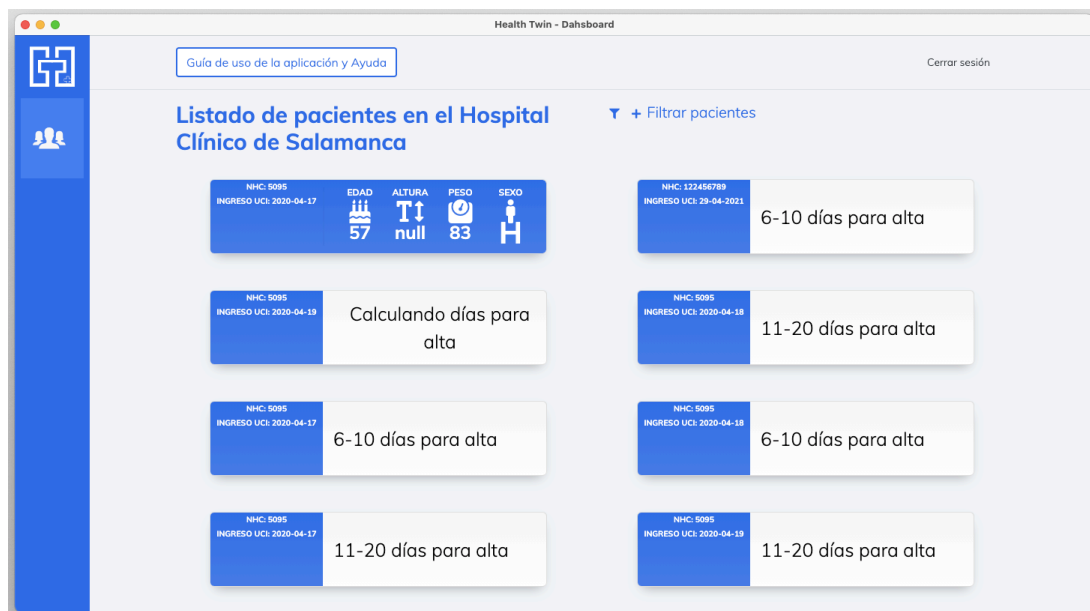 Health Twin - Dahsboard
Guía de uso de la aplicación y Ayuda
Cerrar sesión
Listado de pacientes en el Hospital
Clínico de Salamanca
+ Filtrar pacientes
NHC: 5095
INGRESO UCI: 2020-04-17
EDAD ALTURA PESO SEXO
57 null 83 H
NHC: 122456789
INGRESO UCI: 29-04-2021
6-10 días para alta
NHC: 5095
INGRESO UCI: 2020-04-19
Calculando días para
alta
NHC: 5095
INGRESO UCI: 2020-04-18
11-20 días para alta
NHC: 5095
INGRESO UCI: 2020-04-17
6-10 días para alta
NHC: 5095
INGRESO UCI: 2020-04-18
6-10 días para alta
NHC: 5095
INGRESO UCI: 2020-04-17
11-20 días para alta
NHC: 5095
INGRESO UCI: 2020-04-19
11-20 días para alta